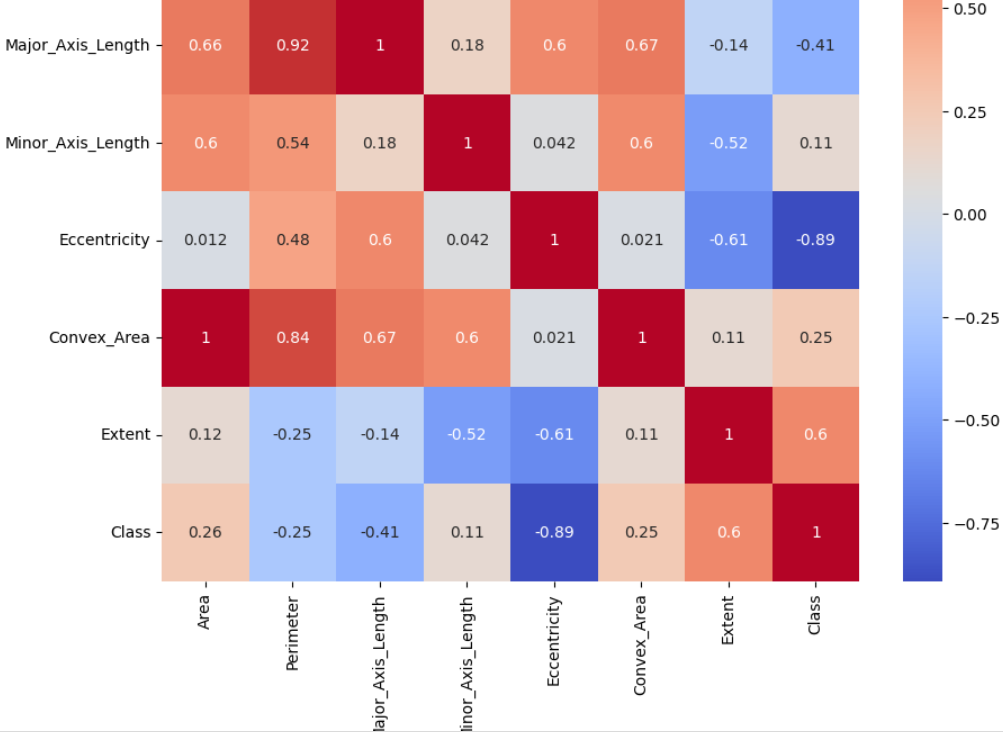 Major_Axis_Length 0.66 0.92 1 0.18 0.6 0.67 -0.14 -0.41
Minor_Axis_Length 0.6 0.54 0.18 1 0.042 0.6 -0.52 0.11
Eccentricity 0.012 0.48 0.6 0.042 1 0.021 -0.61 -0.89
Convex_Area 1 0.84 0.67 0.6 0.021 1 0.11 0.25
Extent 0.12 -0.25 -0.14 -0.52 -0.61 0.11 1 0.6
Class 0.26 -0.25 -0.41 0.11 -0.89 0.25 0.6 1
Area
Perimeter
ajor_Axis_Length
inor_Axis_Length
Eccentricity
Convex_Area
Extent
Class
0.50
0.25
0.00
−0.25
−0.50
−0.75